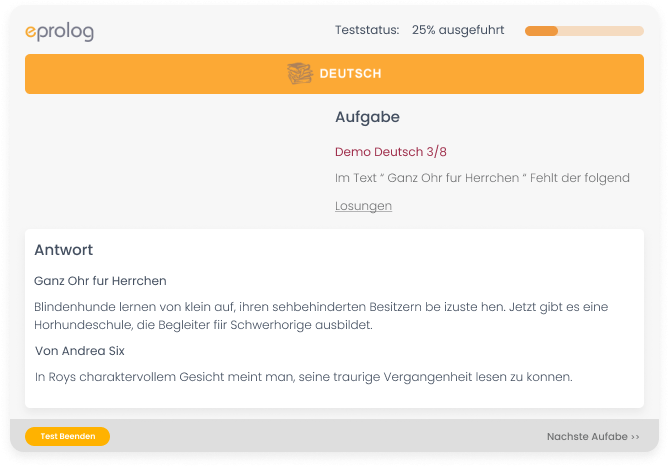 eprolog
Teststatus: 25% ausgefuhrt
DEUTSCH
Aufgabe
Demo Deutsch 3/8
Im Text “ Ganz Ohr fur Herrchen “ Fehlt der folgend
Losungen
Antwort
Ganz Ohr fur Herrchen
Blindenhunde lernen von klein auf, ihren sehbehinderten Besitzern be izuste hen. Jetzt gibt es eine
Horhundeschule, die Begleiter fiir Schwerhorige ausbildet.
Von Andrea Six
In Roys charaktervollem Gesicht meint man, seine traurige Vergangenheit lesen zu konnen.
Test Beenden
Nachste Aufabe >>